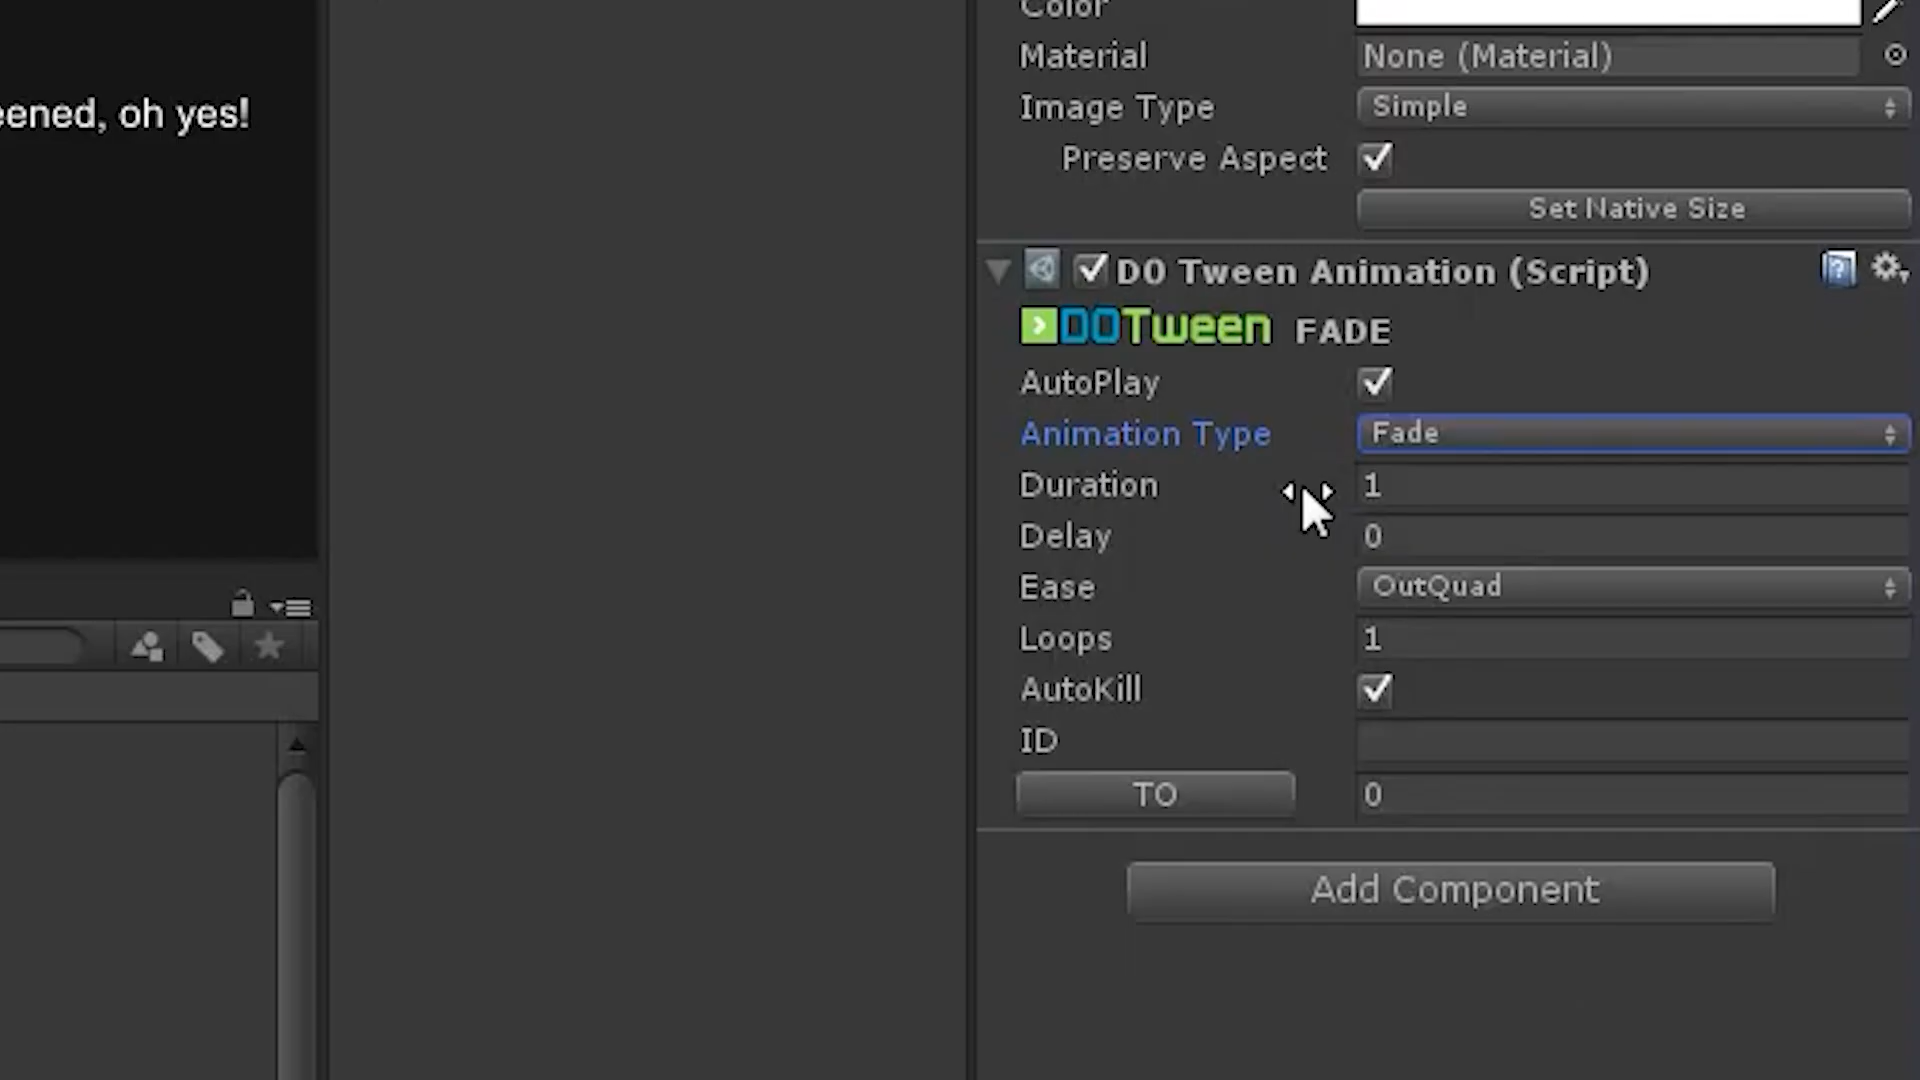 eened, oh yes!
Color
Material None (Material)
Image Type Simple
Preserve Aspect
Set Native Size
DO Tween Animation (Script)
DOTween FADE
AutoPlay
Animation Type Fade
Duration 1
Delay 0
Ease OutQuad
Loops 1
AutoKill
ID
TO 0
Add Component